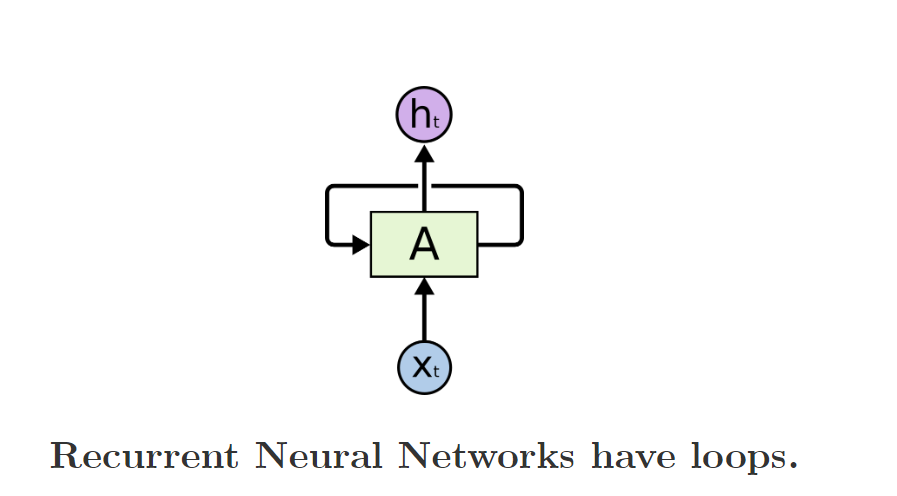 hₜ
A
Xₜ
Recurrent Neural Networks have loops.